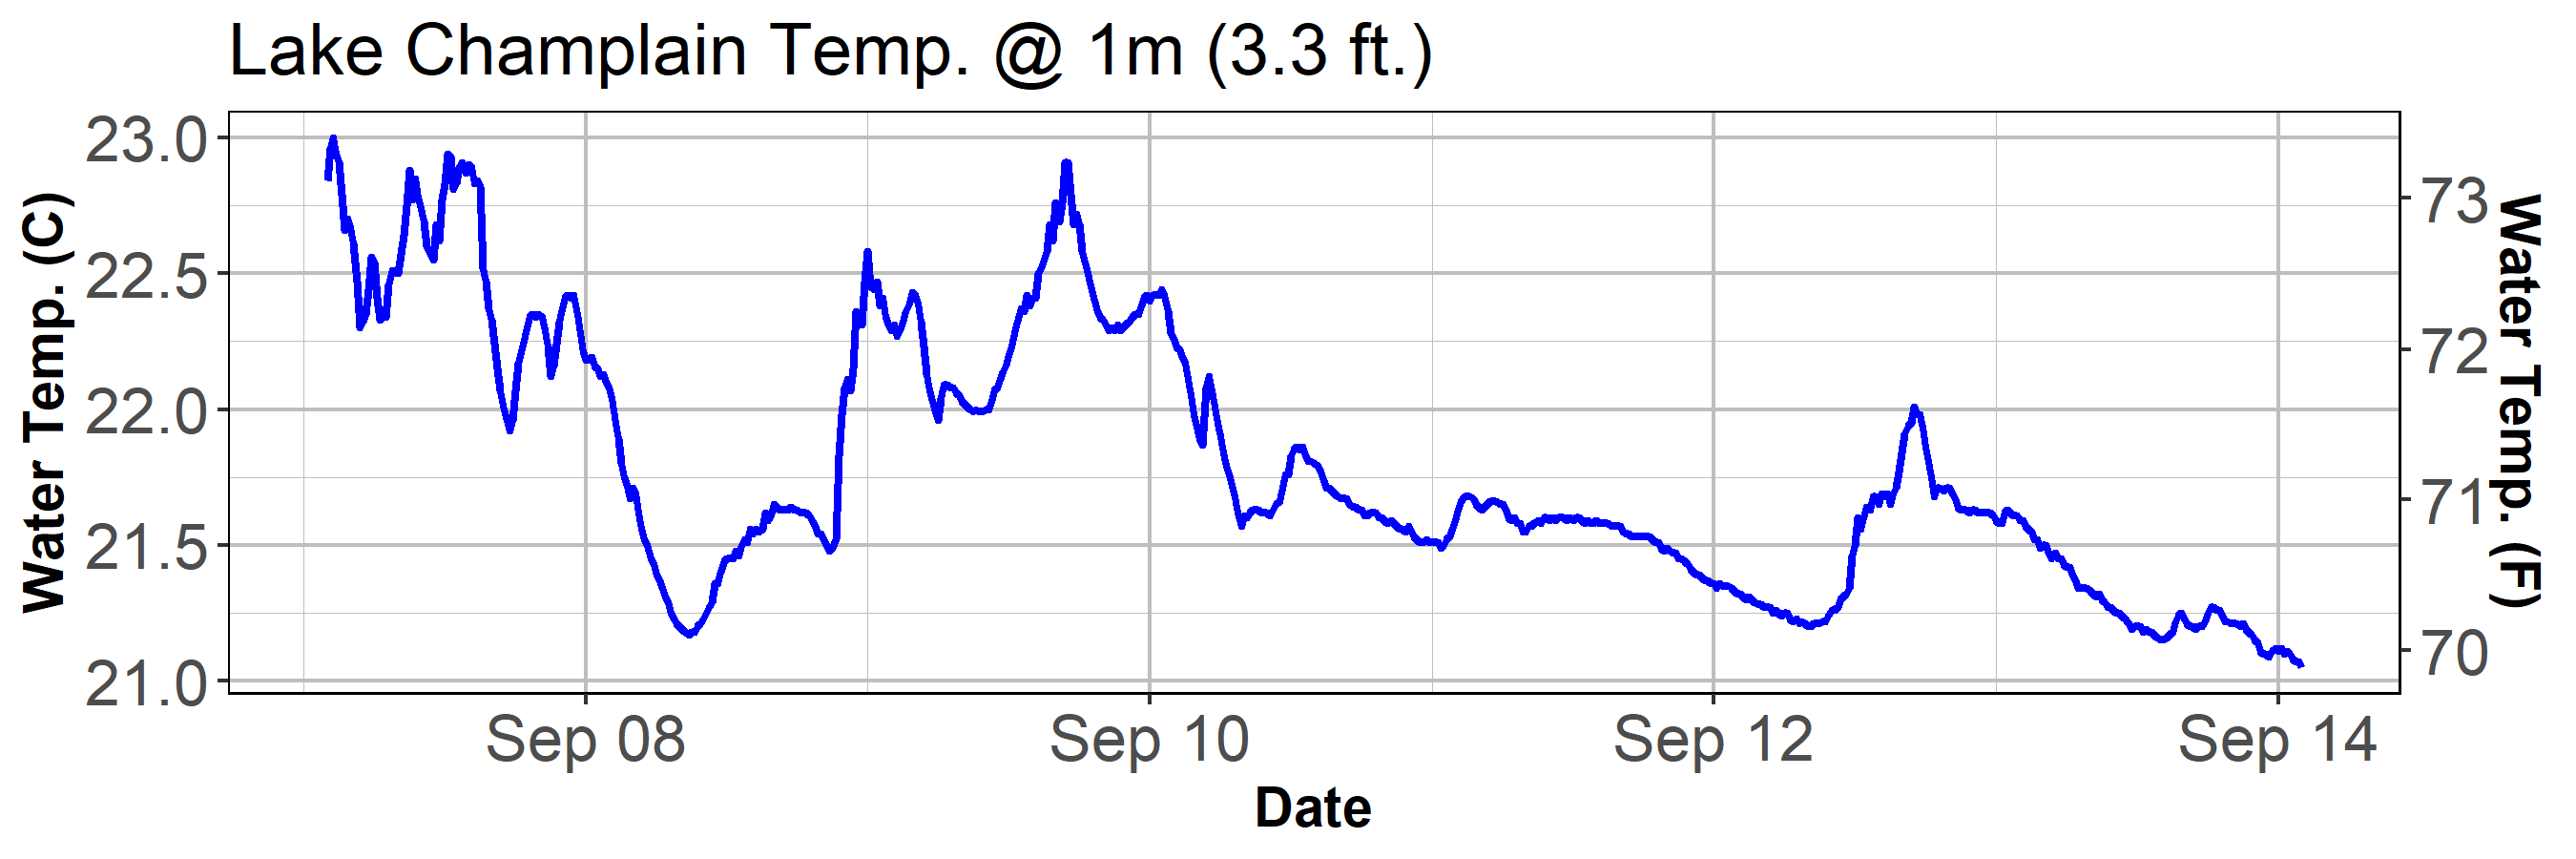 Lake Champlain Temp. @ 1m (3.3 ft.)
Water Temp. (C)
23.0
22.5
22.0
21.5
21.0
73
72
71
70
Water Temp. (F)
Sep 08 Sep 10 Sep 12 Sep 14
Date